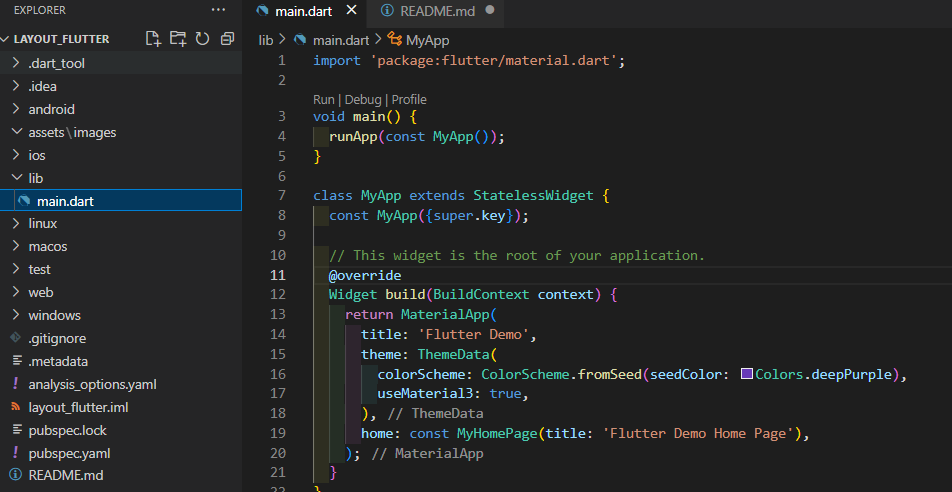 EXPLORER
LAYOUT_FLUTTER
.dart_tool
.idea
android
assets\images
ios
lib
main.dart
linux
macos
test
web
windows
.gitignore
.metadata
analysis_options.yaml
layout_flutter.iml
pubspec.lock
pubspec.yaml
README.md
main.dart README.md
lib > main.dart > MyApp
1 import 'package:flutter/material.dart';
2
Run | Debug | Profile
3 void main() {
4   runApp(const MyApp());
5 }
6
7 class MyApp extends StatelessWidget {
8   const MyApp({super.key});
9
10   // This widget is the root of your application.
11   @override
12   Widget build(BuildContext context) {
13     return MaterialApp(
14       title: 'Flutter Demo',
15       theme: ThemeData(
16         colorScheme: ColorScheme.fromSeed(seedColor: Colors.deepPurple),
17         useMaterial3: true,
18       ), // ThemeData
19       home: const MyHomePage(title: 'Flutter Demo Home Page'),
20     ); // MaterialApp
21   }
22 }